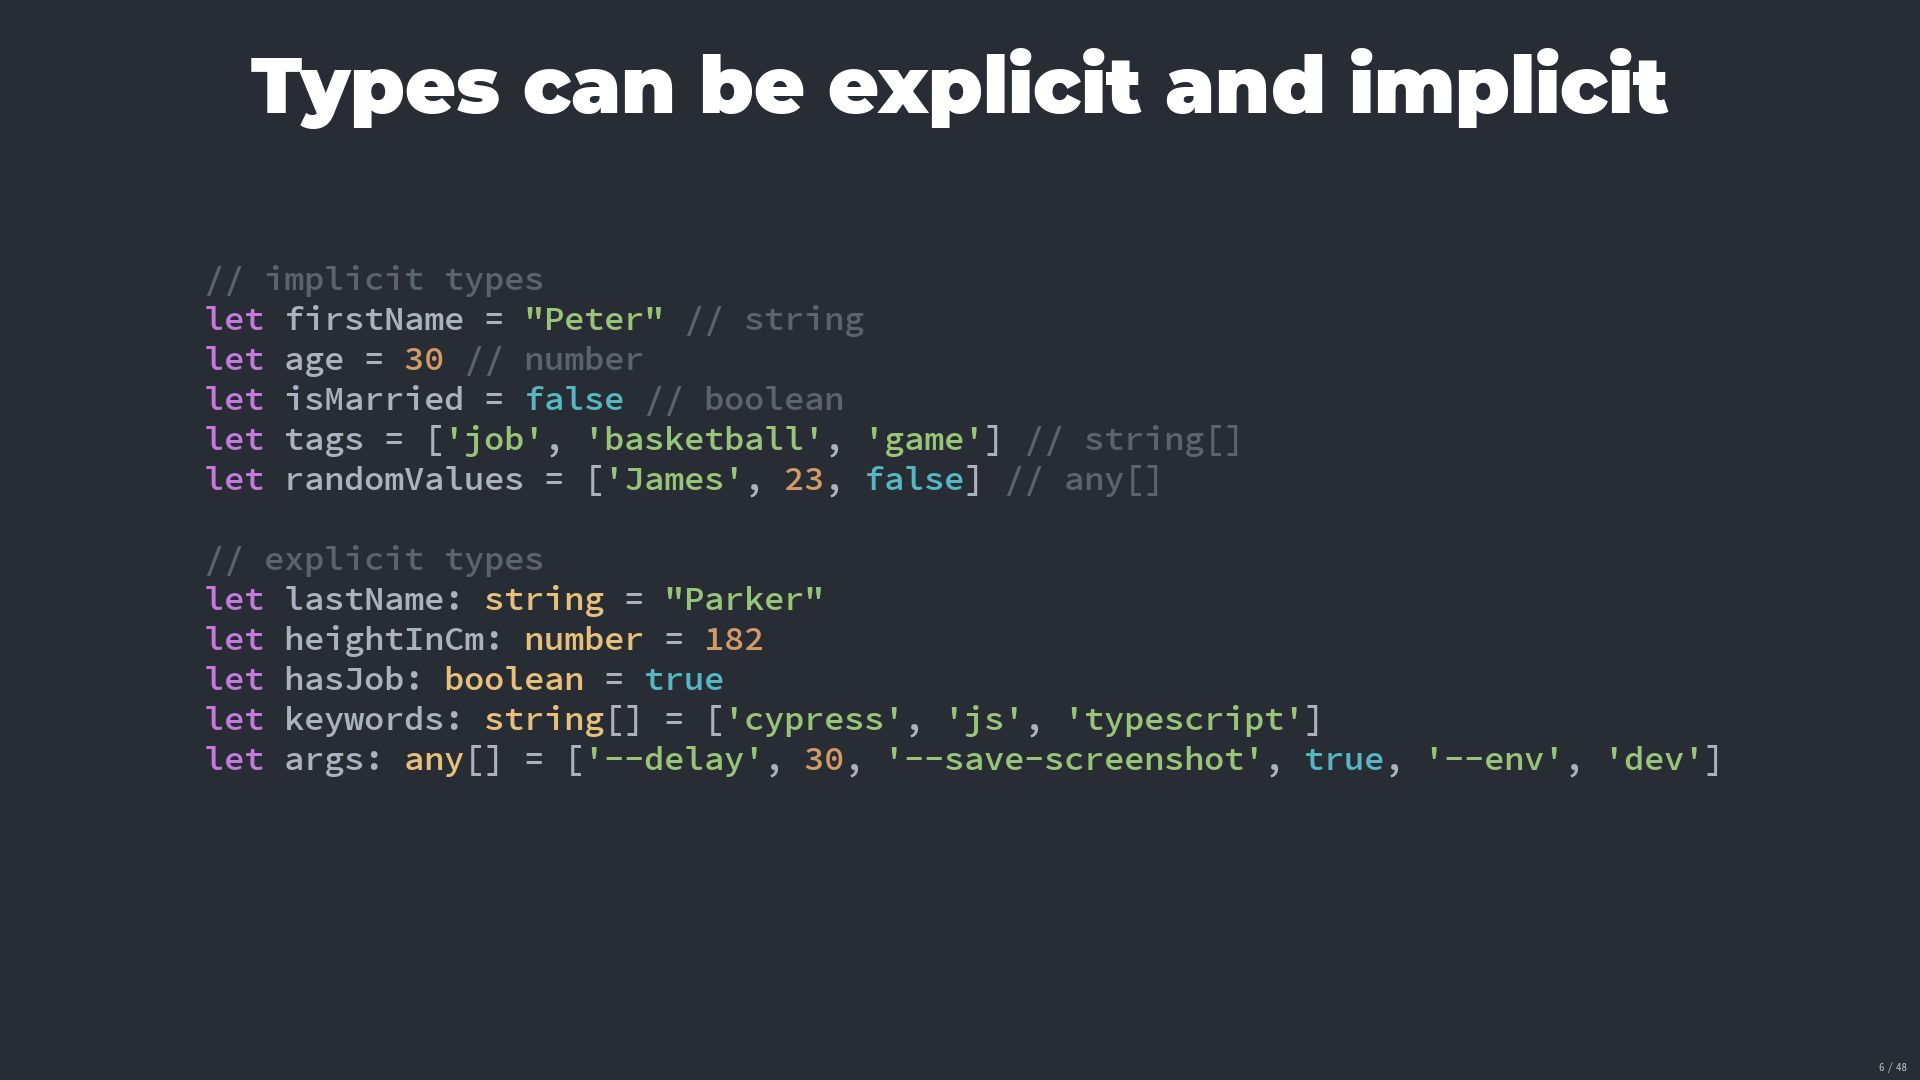 Types can be explicit and implicit
// implicit types
let firstName = "Peter" // string
let age = 30 // number
let isMarried = false // boolean
let tags = ['job', 'basketball', 'game'] // string[]
let randomValues = ['James', 23, false] // any[]
// explicit types
let lastName: string = "Parker"
let heightInCm: number = 182
let hasJob: boolean = true
let keywords: string[] = ['cypress', 'js', 'typescript']
let args: any[] = ['--delay', 30, '--save-screenshot', true, '--env', 'dev']
6 / 48